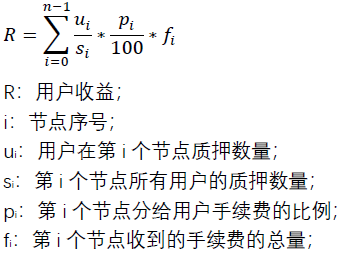 R = \sum_{i=0}^{n-1} \frac{u_i}{s_i} * \frac{p_i}{100} * f_i
R：用户收益；
i：节点序号；
uᵢ：用户在第 i 个节点质押数量；
sᵢ：第 i 个节点所有用户的质押数量；
pᵢ：第 i 个节点分给用户手续费的比例；
fᵢ：第 i 个节点收到的手续费的总量；